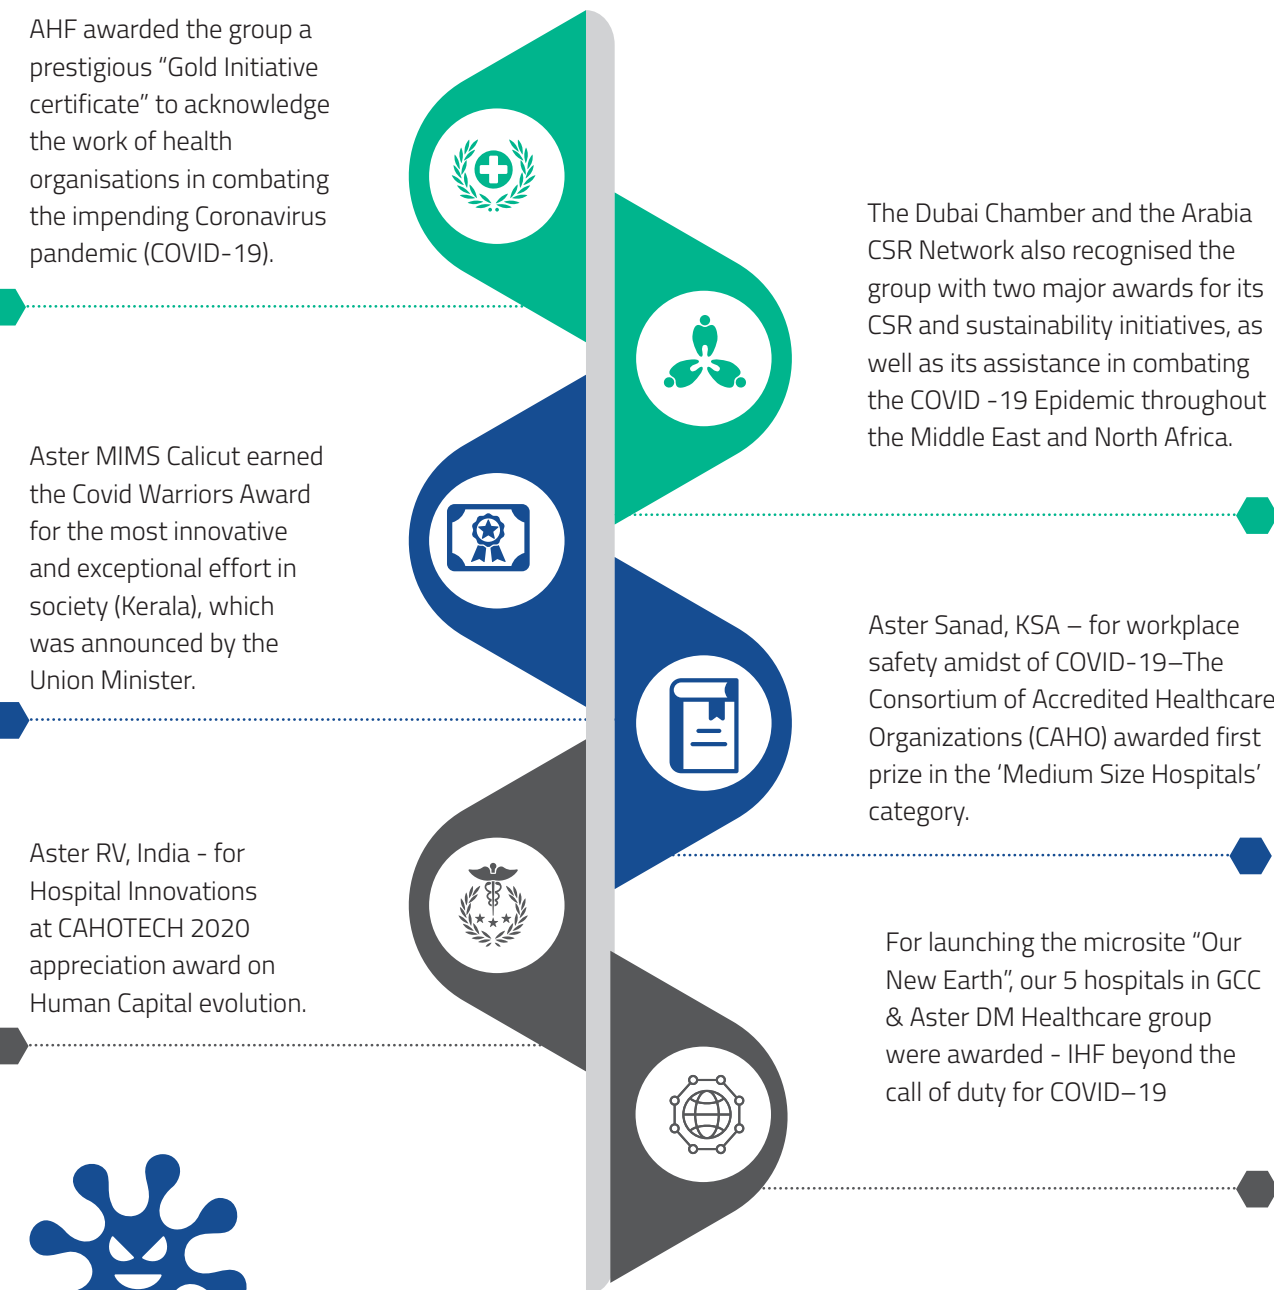 AHF awarded the group a
prestigious “Gold Initiative
certificate” to acknowledge
the work of health
organisations in combating
the impending Coronavirus
pandemic (COVID-19).
The Dubai Chamber and the Arabia
CSR Network also recognised the
group with two major awards for its
CSR and sustainability initiatives, as
well as its assistance in combating
the COVID -19 Epidemic throughout
the Middle East and North Africa.
Aster MIMS Calicut earned
the Covid Warriors Award
for the most innovative
and exceptional effort in
society (Kerala), which
was announced by the
Union Minister.
Aster Sanad, KSA – for workplace
safety amidst of COVID-19–The
Consortium of Accredited Healthcare
Organizations (CAHO) awarded first
prize in the ‘Medium Size Hospitals’
category.
Aster RV, India - for
Hospital Innovations
at CAHOTECH 2020
appreciation award on
Human Capital evolution.
For launching the microsite “Our
New Earth”, our 5 hospitals in GCC
& Aster DM Healthcare group
were awarded - IHF beyond the
call of duty for COVID–19